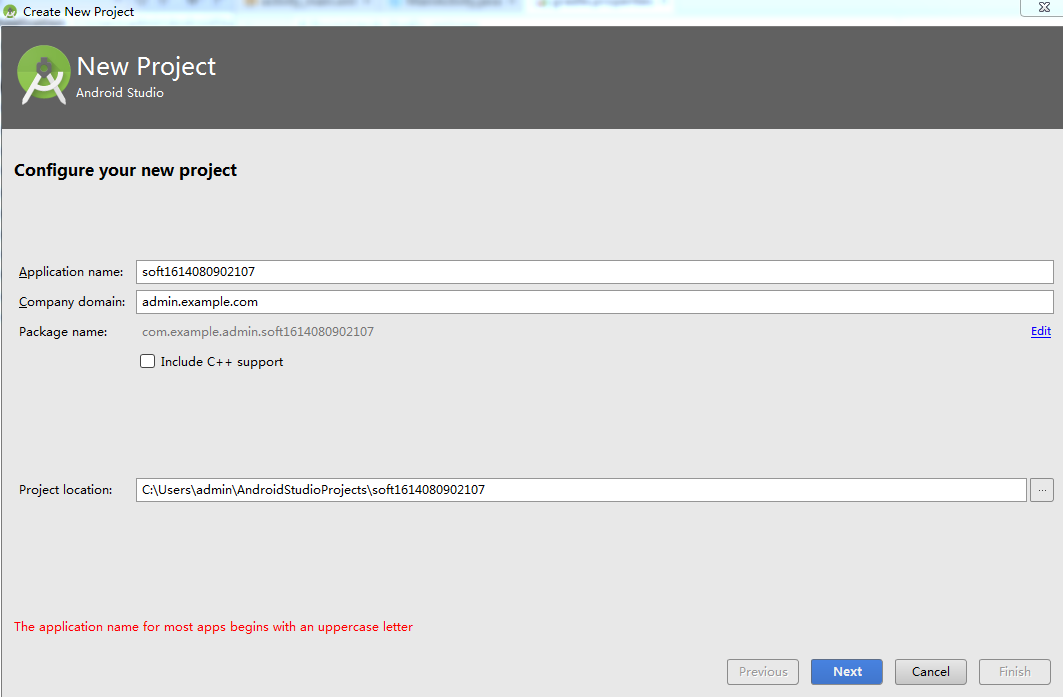 Create New Project
New Project
Android Studio
Configure your new project
Application name: soft1614080902107
Company domain: admin.example.com
Package name: com.example.admin.soft1614080902107 Edit
Include C++ support
Project location: C:\Users\admin\AndroidStudioProjects\soft1614080902107 ...
The application name for most apps begins with an uppercase letter
Previous Next Cancel Finish